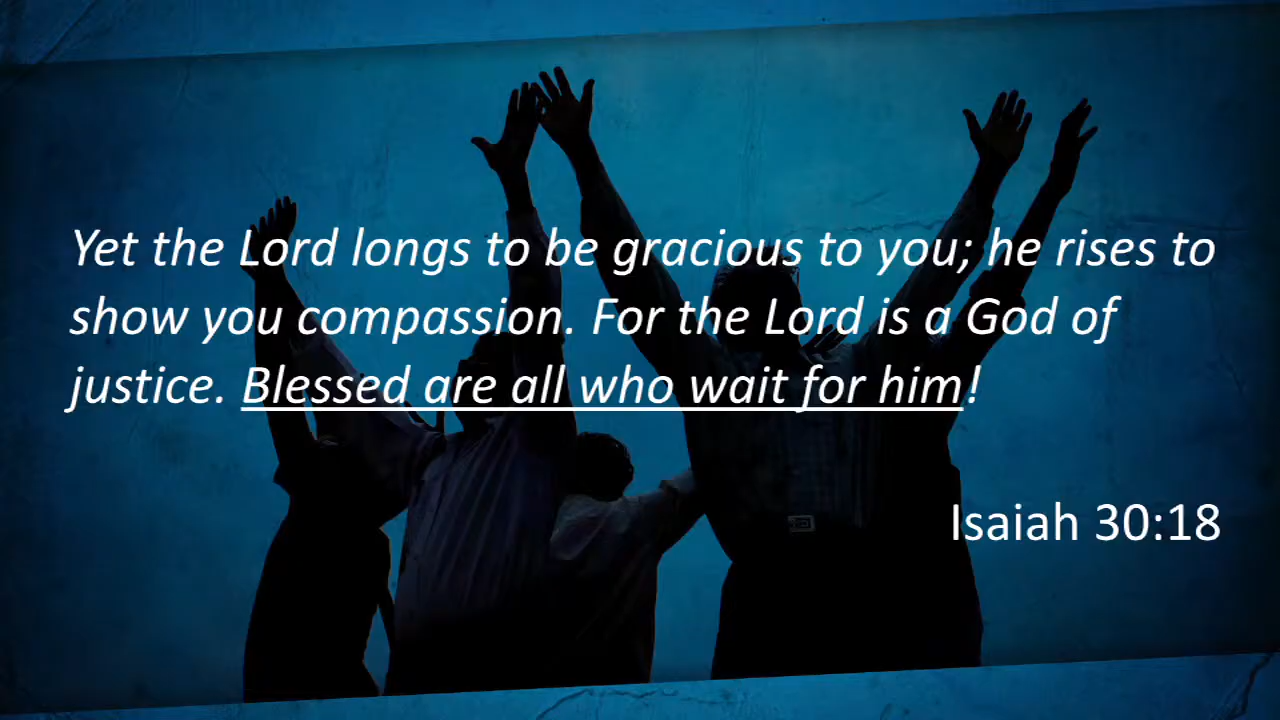 Yet the Lord longs to be gracious to you; he rises to
show you compassion. For the Lord is a God of
justice. Blessed are all who wait for him!
Isaiah 30:18